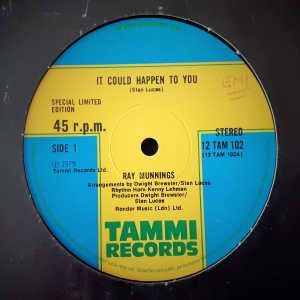 IT COULD HAPPEN TO YOU
(Stan Lucas)
EMI
SPECIAL LIMITED
EDITION
45 r.p.m.
STEREO
SIDE 1
12 TAM 102
(12 TAM 102A)
℗ 1979
Tammi Records Ltd.
RAY MUNNINGS
Arrangements by Dwight Brewster/Stan Lucas
Rhythm Horn Kenny Lehman
Producers Dwight Brewster/
Stan Lucas
Rondor Music (Ldn) Ltd.
TAMMI
RECORDS